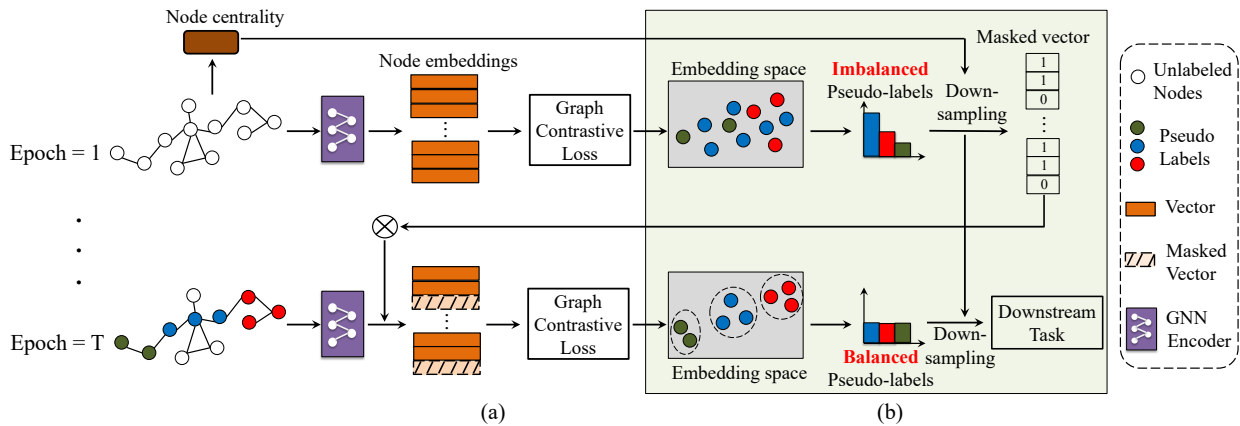 Node centrality
Node embeddings
Epoch = 1
Graph
Contrastive
Loss
Embedding space
Imbalanced
Pseudo-labels
Down-
sampling
Masked vector
1
1
0
1
1
0
Epoch = T
Graph
Contrastive
Loss
Embedding space
Balanced
Pseudo-labels
Down-
sampling
Downstream
Task
(a)
(b)
Unlabeled
Nodes
Pseudo
Labels
Vector
Masked
Vector
GNN
Encoder